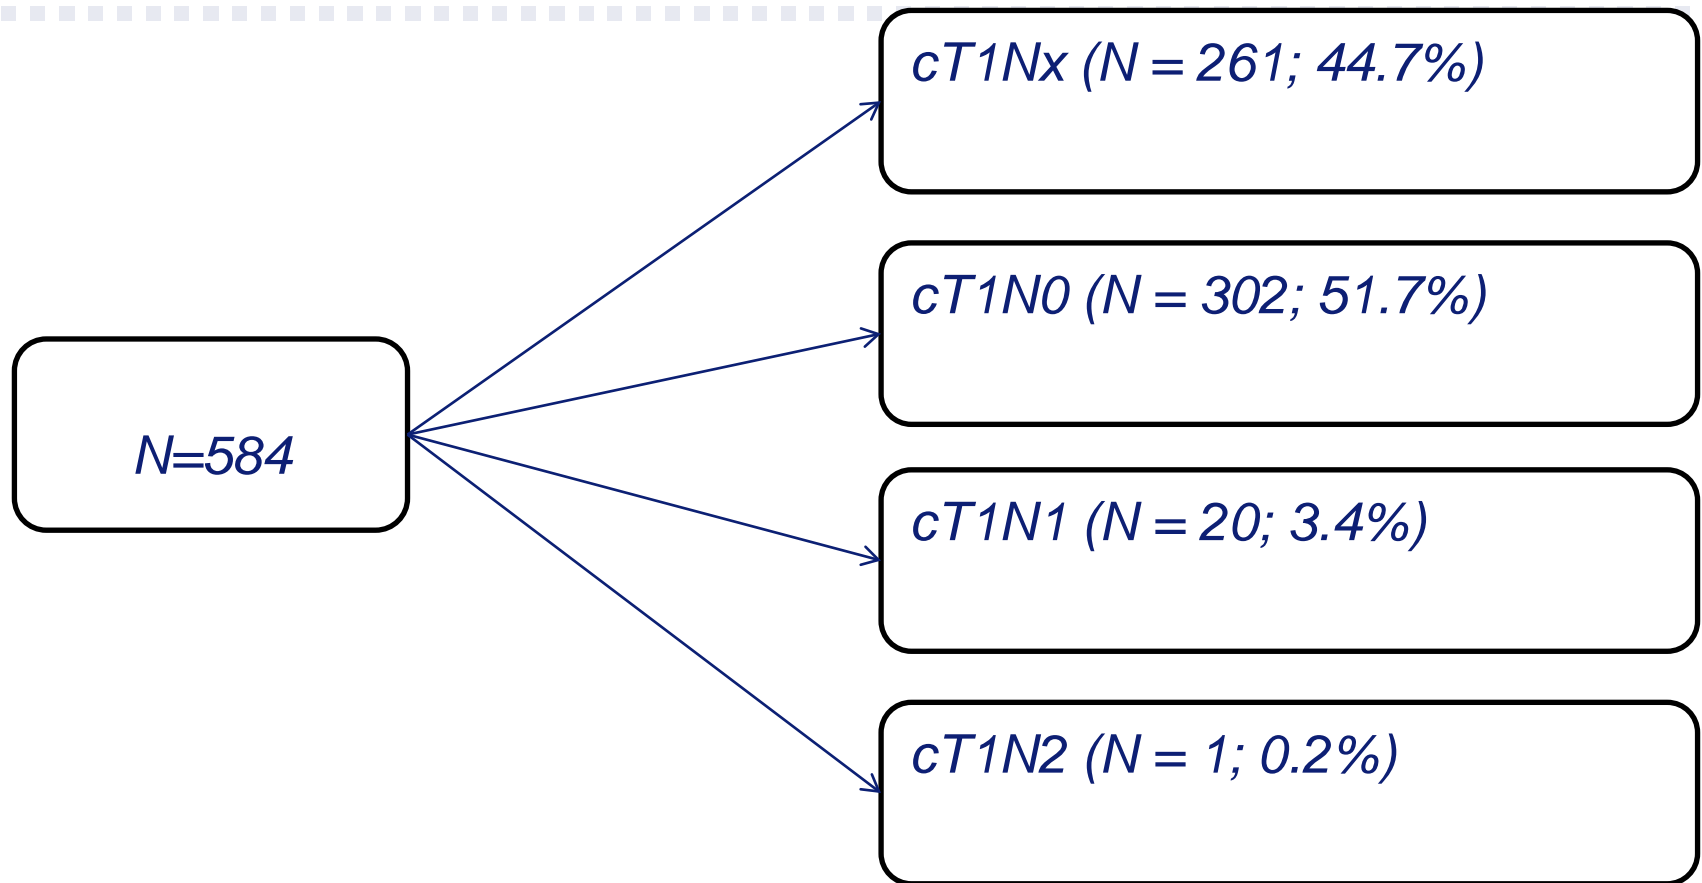 cT1Nx (N = 261; 44.7%)
cT1N0 (N = 302; 51.7%)
N=584
cT1N1 (N = 20; 3.4%)
cT1N2 (N = 1; 0.2%)